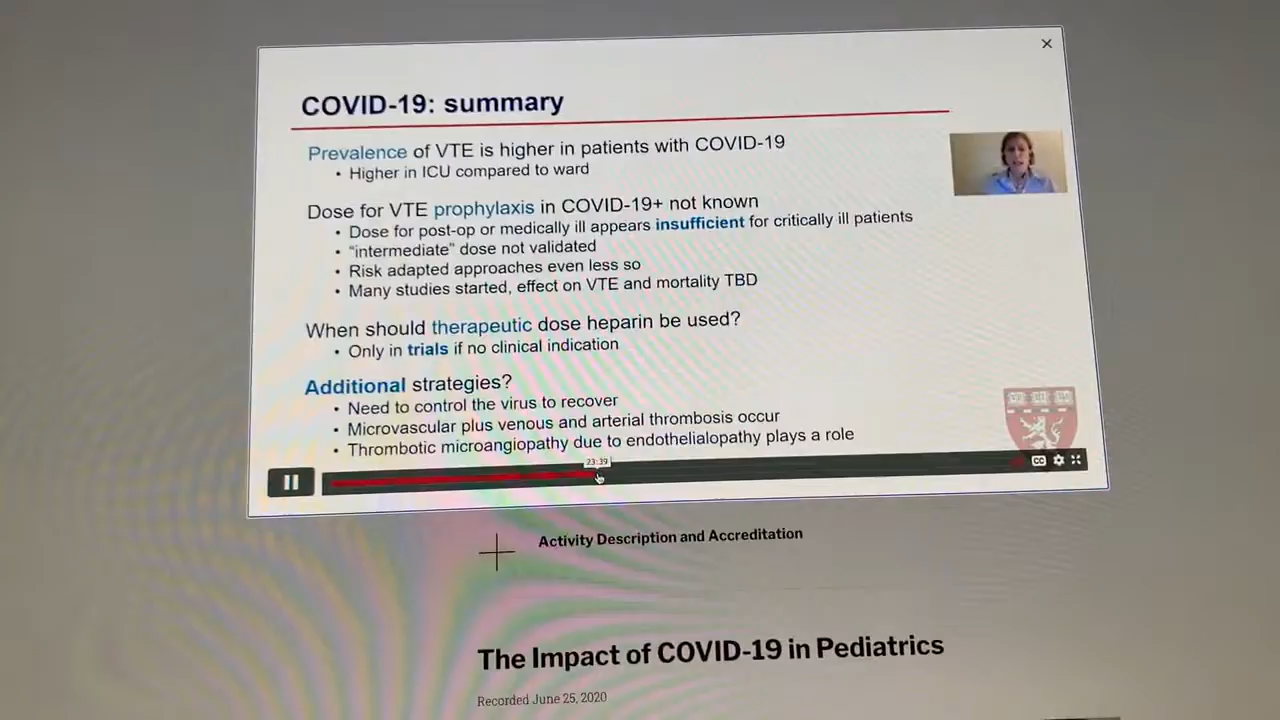 COVID-19: summary
Prevalence of VTE is higher in patients with COVID-19
• Higher in ICU compared to ward
Dose for VTE prophylaxis in COVID-19+ not known
• Dose for post-op or medically ill appears insufficient for critically ill patients
• “intermediate” dose not validated
• Risk adapted approaches even less so
• Many studies started, effect on VTE and mortality TBD
When should therapeutic dose heparin be used?
• Only in trials if no clinical indication
Additional strategies?
• Need to control the virus to recover
• Microvascular plus venous and arterial thrombosis occur
• Thrombotic microangiopathy due to endothelialopathy plays a role
23:39
CC
Activity Description and Accreditation
The Impact of COVID-19 in Pediatrics
Recorded June 25, 2020